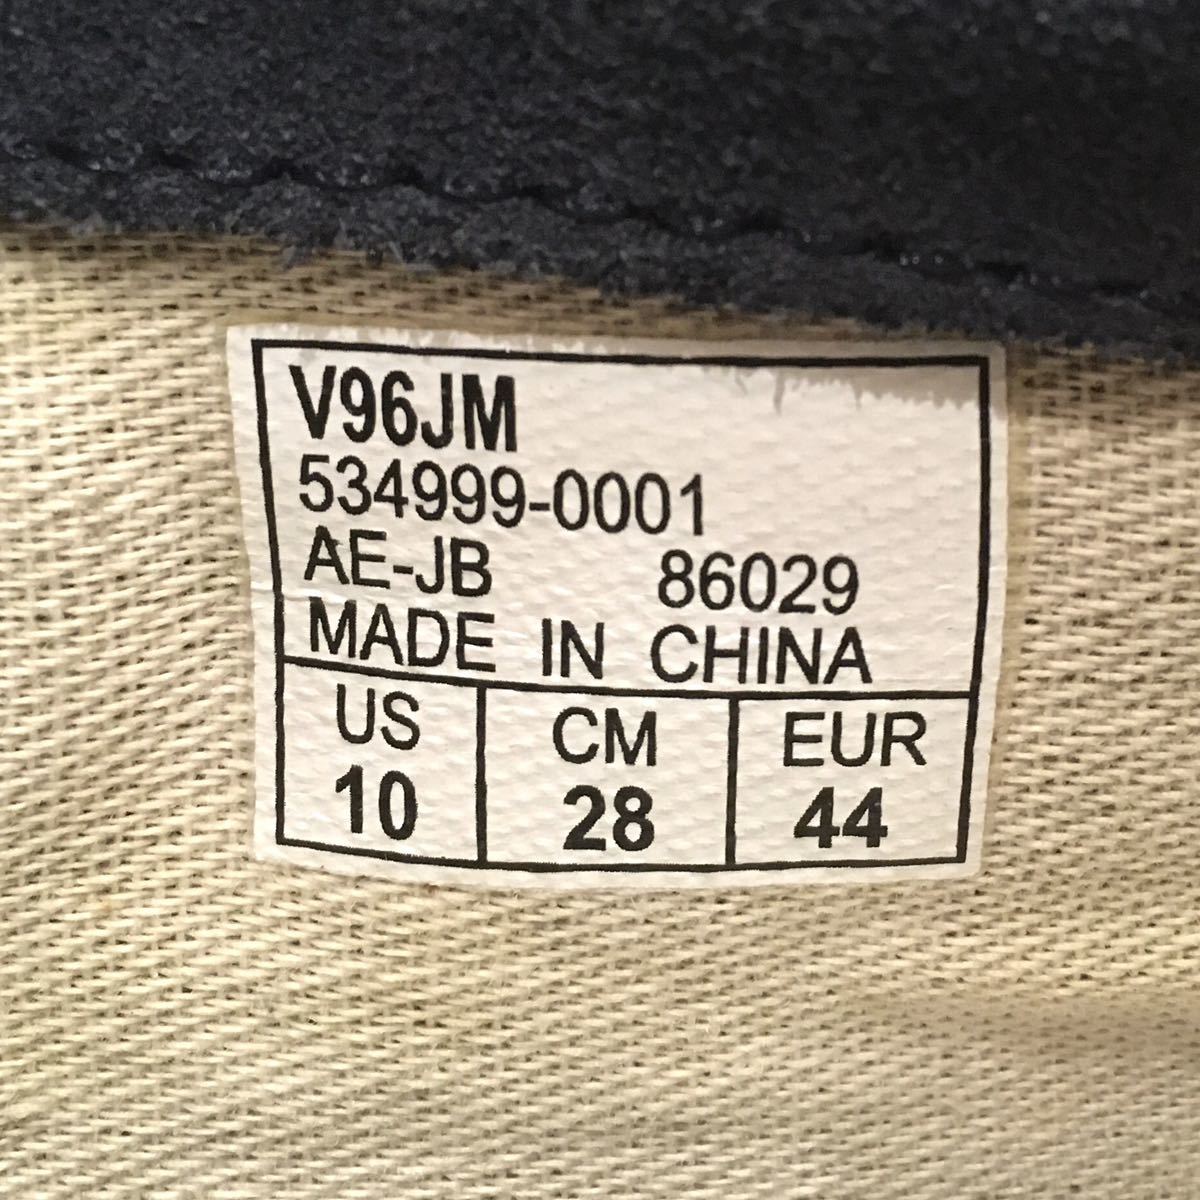 V96JM
534999-0001
AE-JB 86029
MADE IN CHINA
US CM EUR
10 28 44